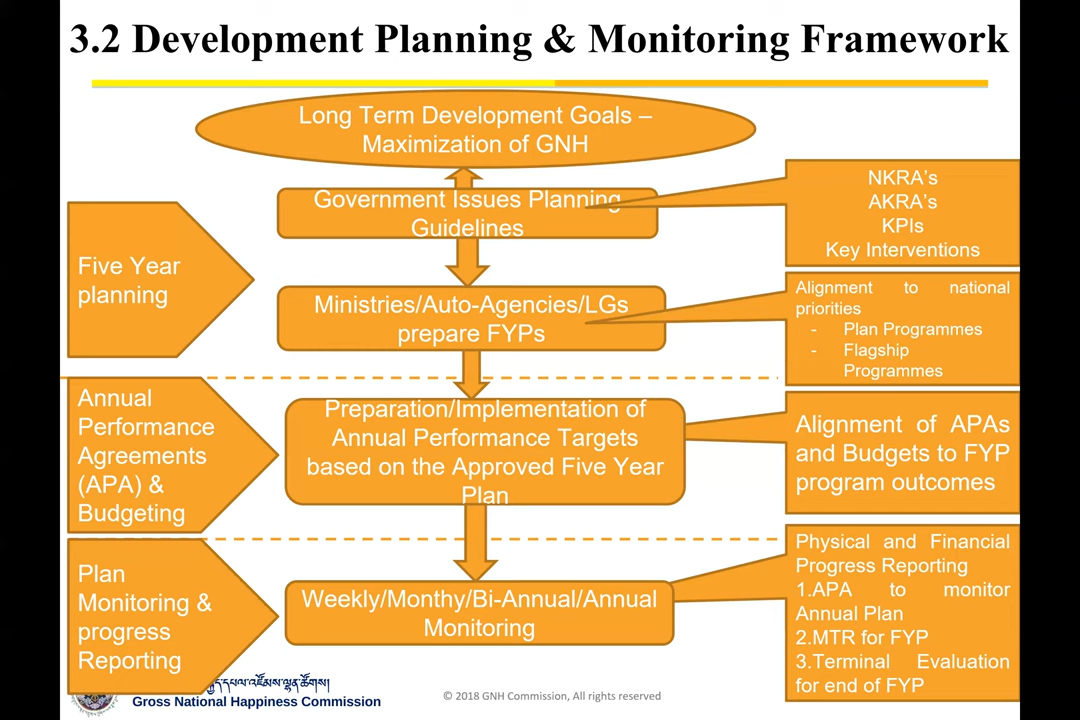 3.2 Development Planning & Monitoring Framework
Long Term Development Goals –
Maximization of GNH
Government Issues Planning
Guidelines
NKRA's
AKRA's
KPIs
Key Interventions
Five Year
planning
Ministries/Auto-Agencies/LGs
prepare FYPs
Alignment to national
priorities
- Plan Programmes
- Flagship
Programmes
Annual
Performance
Agreements
(APA) &
Budgeting
Preparation/Implementation of
Annual Performance Targets
based on the Approved Five Year
Plan
Alignment of APAs
and Budgets to FYP
program outcomes
Plan
Monitoring &
progress
Reporting
Weekly/Monthy/Bi-Annual/Annual
Monitoring
Physical and Financial
Progress Reporting
1.APA to monitor
Annual Plan
2.MTR for FYP
3.Terminal Evaluation
for end of FYP
Gross National Happiness Commission
© 2018 GNH Commission, All rights reserved